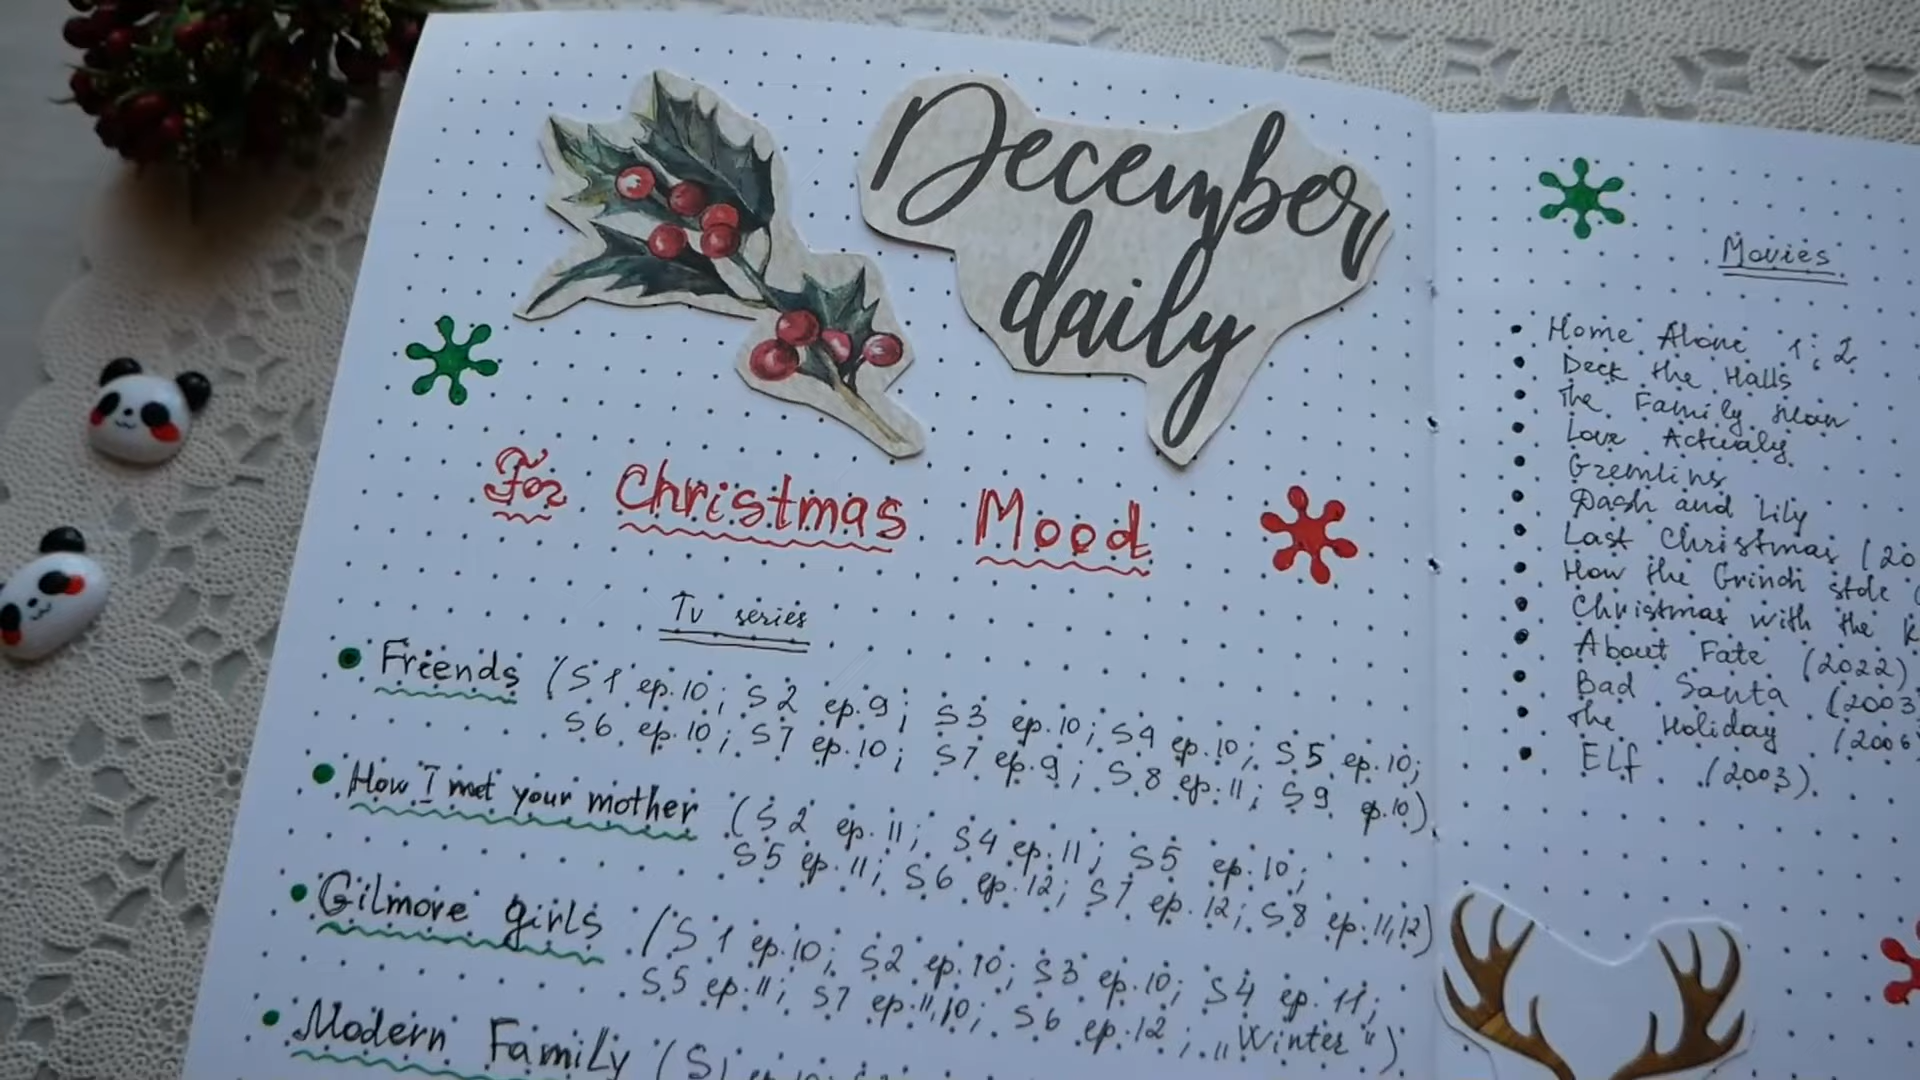 December
daily
For Christmas Mood
Tv series
Friends (S1 ep.10; S2 ep.9; S3 ep.10; S4 ep.10; S5 ep.10;
S6 ep.10; S7 ep.10; S7 ep.9; S8 ep.11; S9 ep.10)
How I met your mother (S2 ep.11; S4 ep.11; S5 ep.10;
S5 ep.11; S6 ep.12; S7 ep.12; S8 ep.11,12)
Gilmore girls (S1 ep.10; S2 ep.10; S3 ep.10; S4 ep.11;
S5 ep.11; S7 ep.11,10; S6 ep.12; „Winter")
Modern Family (S1
Movies
Home Alone 1; 2
Deck the Halls
The Family
Love Actualy
Gremlins
Dash and Lily
Last Christmas (20
How the Grinch stole
Christmas with the K
About Fate (2022)
Bad Santa (2003
The Holiday (2006
Elf (2003)